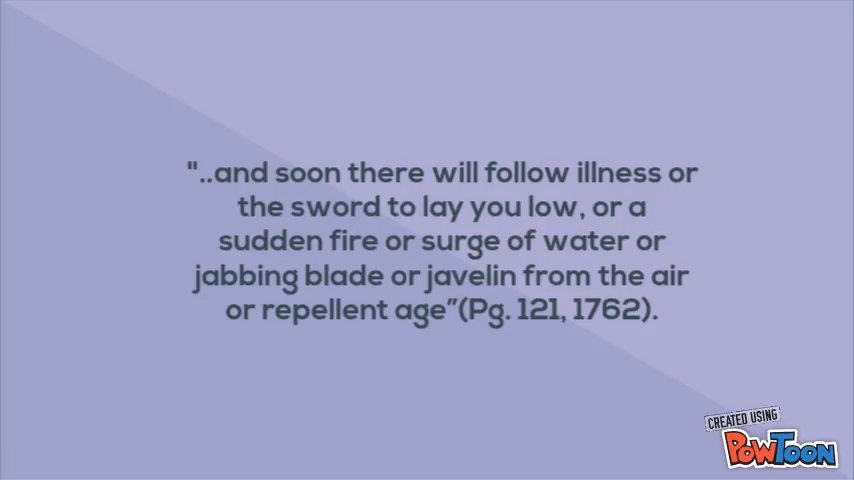 "..and soon there will follow illness or
the sword to lay you low, or a
sudden fire or surge of water or
jabbing blade or javelin from the air
or repellent age"(Pg. 121, 1762).
CREATED USING
POWTOON